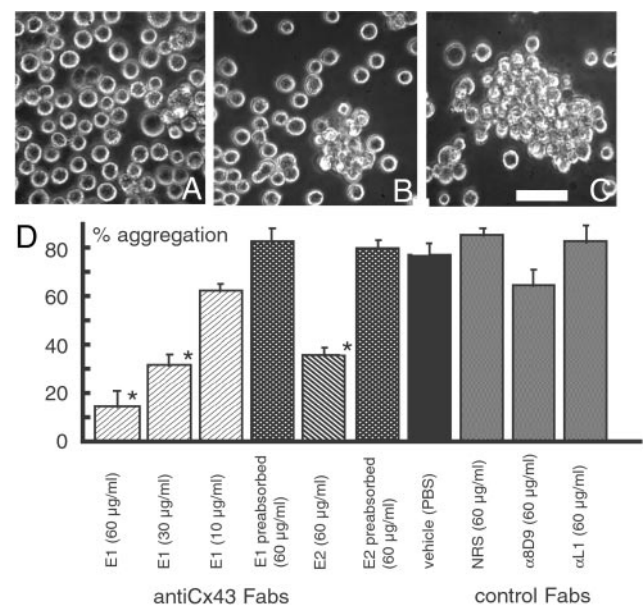 A
B
C
D
% aggregation
80
60
40
20
0
*
*
*
E1 (60 µg/ml)
E1 (30 µg/ml)
E1 (10 µg/ml)
E1 preabsorbed
(60 µg/ml)
E2 (60 µg/ml)
E2 preabsorbed
(60 µg/ml)
vehicle (PBS)
NRS (60 µg/ml)
α8D9 (60 µg/ml)
αL1 (60 µg/ml)
antiCx43 Fabs
control Fabs